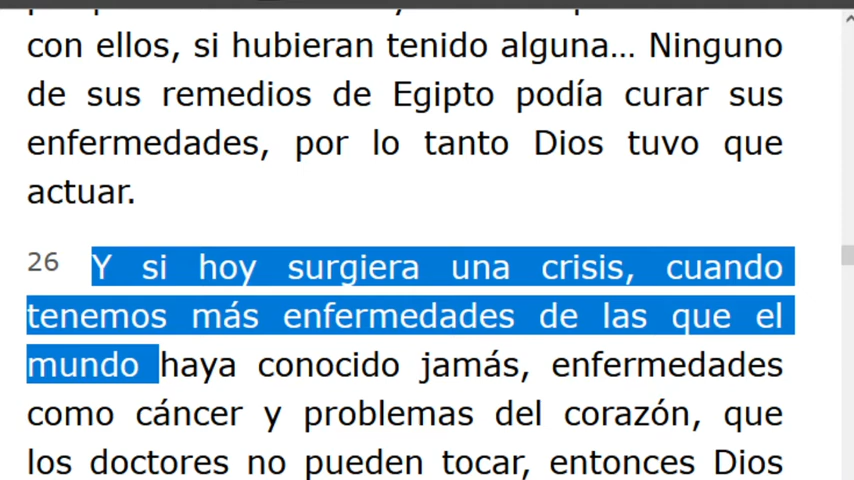 con ellos, si hubieran tenido alguna... Ninguno
de sus remedios de Egipto podía curar sus
enfermedades, por lo tanto Dios tuvo que
actuar.
26 Y si hoy surgiera una crisis, cuando
tenemos más enfermedades de las que el
mundo haya conocido jamás, enfermedades
como cáncer y problemas del corazón, que
los doctores no pueden tocar, entonces Dios